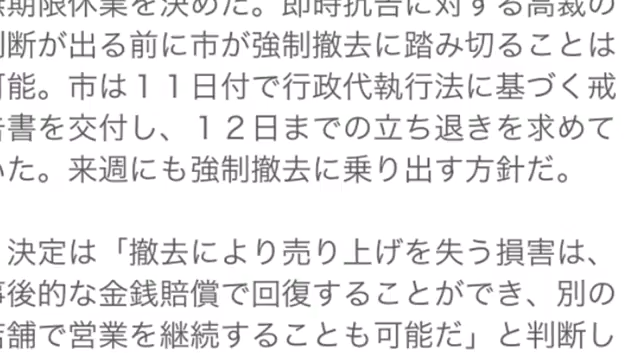 無期限休業を決めた。即時抗告に対する高裁の
判断が出る前に市が強制撤去に踏み切ることは
可能。市は１１日付で行政代執行法に基づく戒
告書を交付し、１２日までの立ち退きを求めて
いた。来週にも強制撤去に乗り出す方針だ。
決定は「撤去により売り上げを失う損害は、
事後的な金銭賠償で回復することができ、別の
店舗で営業を継続することも可能だ」と判断し